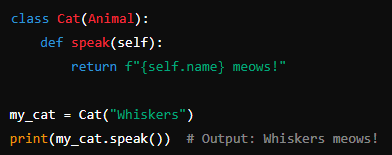 class Cat(Animal):
    def speak(self):
        return f"{self.name} meows!"

my_cat = Cat("Whiskers")
print(my_cat.speak())  # Output: Whiskers meows!